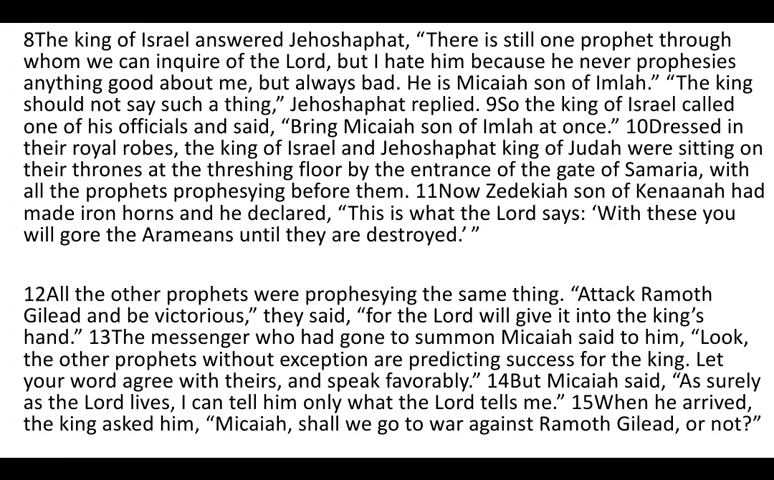 8The king of Israel answered Jehoshaphat, “There is still one prophet through
whom we can inquire of the Lord, but I hate him because he never prophesies
anything good about me, but always bad. He is Micaiah son of Imlah.” “The king
should not say such a thing,” Jehoshaphat replied. 9So the king of Israel called
one of his officials and said, “Bring Micaiah son of Imlah at once.” 10Dressed in
their royal robes, the king of Israel and Jehoshaphat king of Judah were sitting on
their thrones at the threshing floor by the entrance of the gate of Samaria, with
all the prophets prophesying before them. 11Now Zedekiah son of Kenaanah had
made iron horns and he declared, “This is what the Lord says: ‘With these you
will gore the Arameans until they are destroyed.’ ”
12All the other prophets were prophesying the same thing. “Attack Ramoth
Gilead and be victorious,” they said, “for the Lord will give it into the king’s
hand.” 13The messenger who had gone to summon Micaiah said to him, “Look,
the other prophets without exception are predicting success for the king. Let
your word agree with theirs, and speak favorably.” 14But Micaiah said, “As surely
as the Lord lives, I can tell him only what the Lord tells me.” 15When he arrived,
the king asked him, “Micaiah, shall we go to war against Ramoth Gilead, or not?”